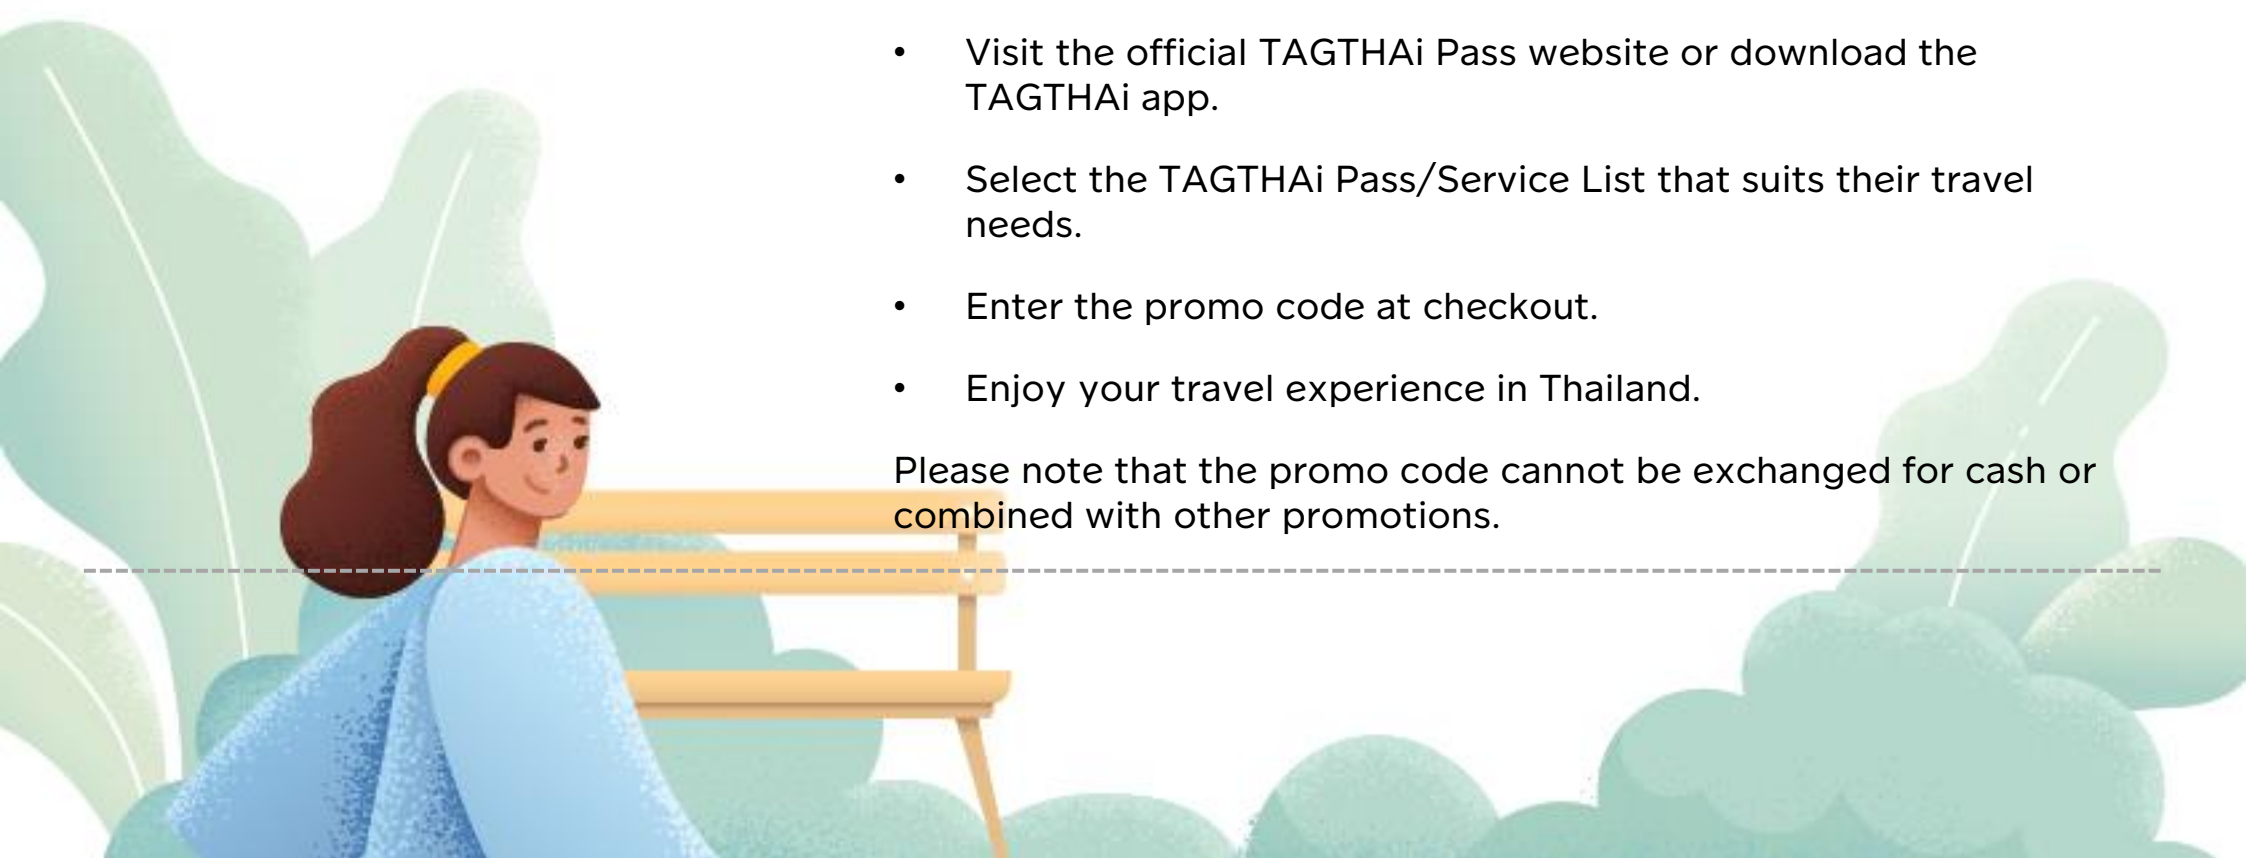 • Visit the official TAGTHAi Pass website or download the
TAGTHAi app.
• Select the TAGTHAi Pass/Service List that suits their travel
needs.
• Enter the promo code at checkout.
• Enjoy your travel experience in Thailand.
Please note that the promo code cannot be exchanged for cash or
combined with other promotions.